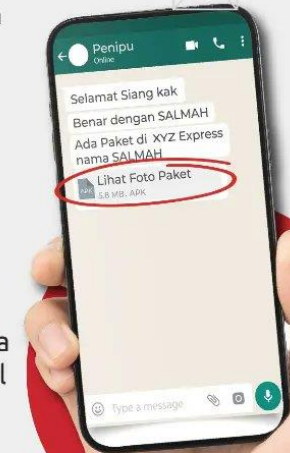 Penipu
Online
Selamat Siang kak
Benar dengan SALMAH
Ada Paket di XYZ Express
nama SALMAH
Lihat Foto Paket
APK
5.8 MB, APK
a
l
Type a message